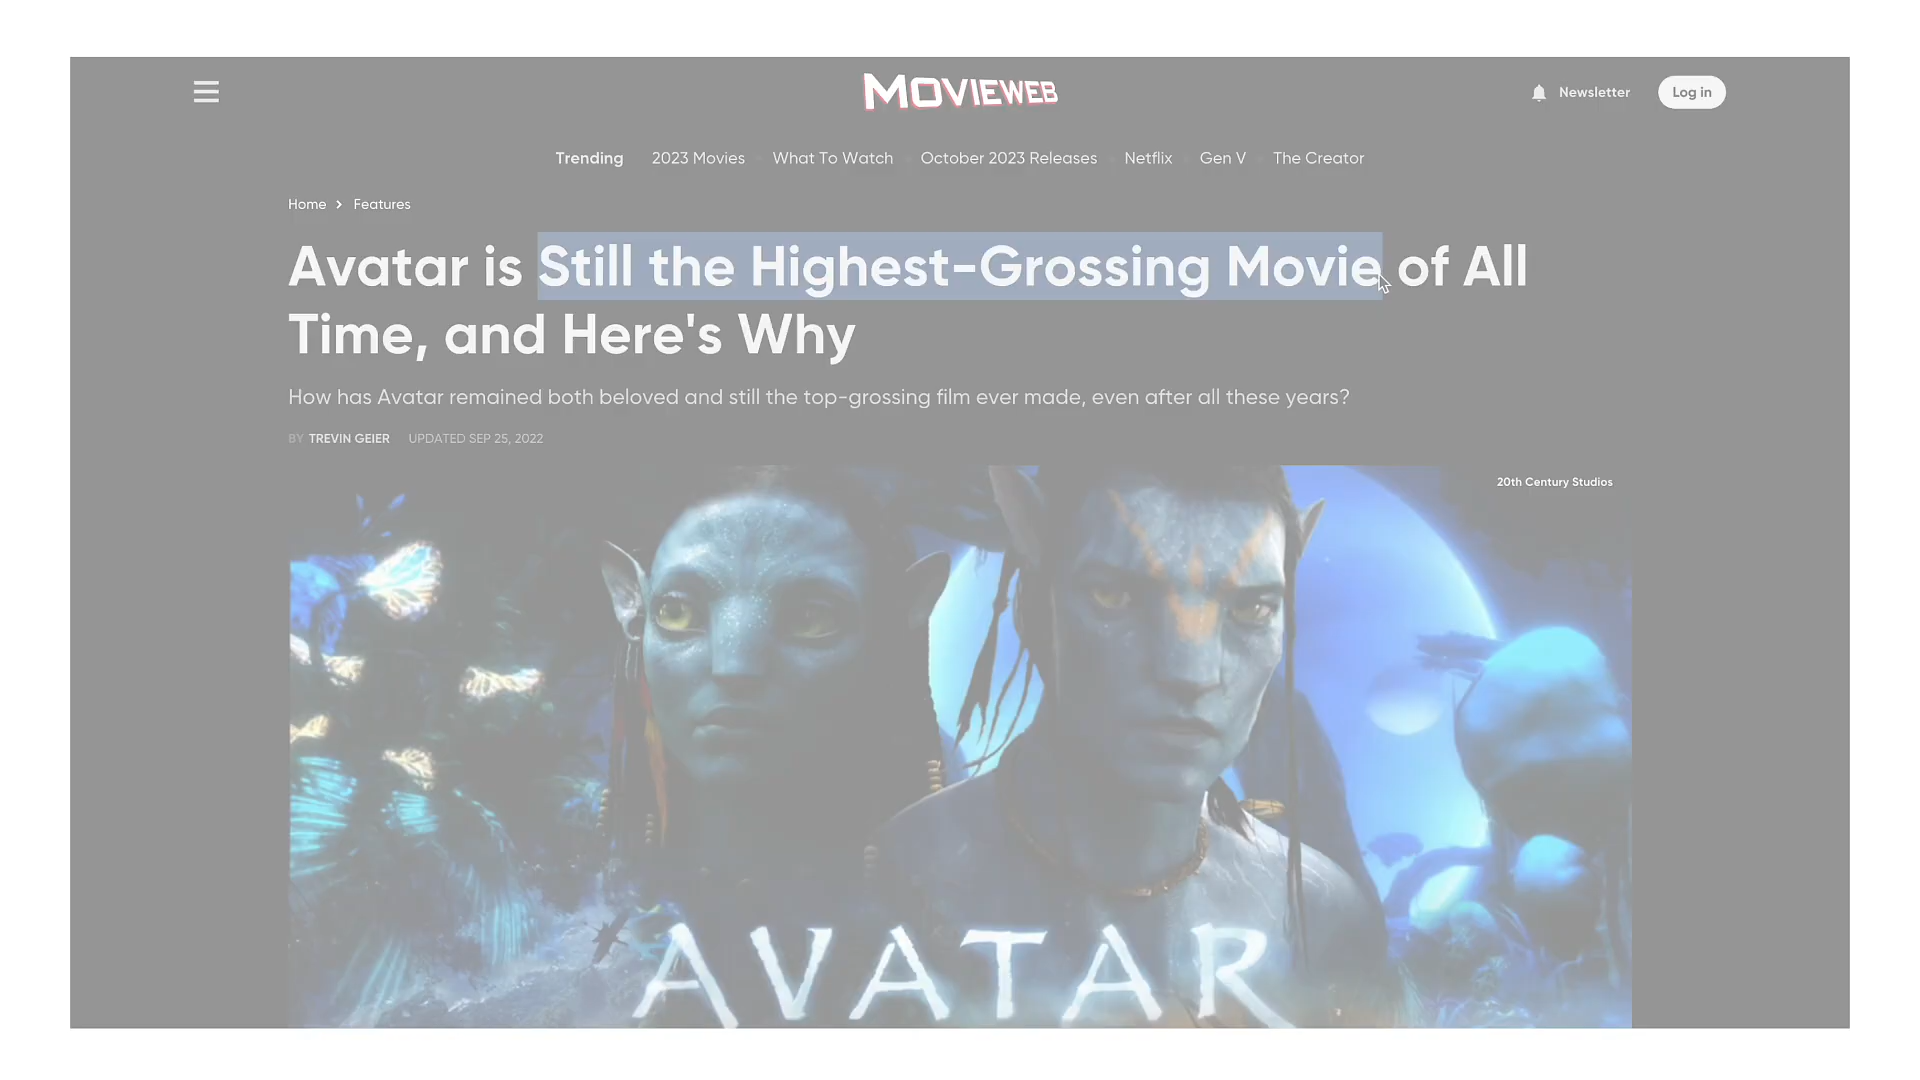 MOVIEWEB
Newsletter
Log in
Trending 2023 Movies What To Watch October 2023 Releases Netflix Gen V The Creator
Home > Features
Avatar is Still the Highest-Grossing Movie of All
Time, and Here's Why
How has Avatar remained both beloved and still the top-grossing film ever made, even after all these years?
BY TREVIN GEIER UPDATED SEP 25, 2022
20th Century Studios
AVATAR